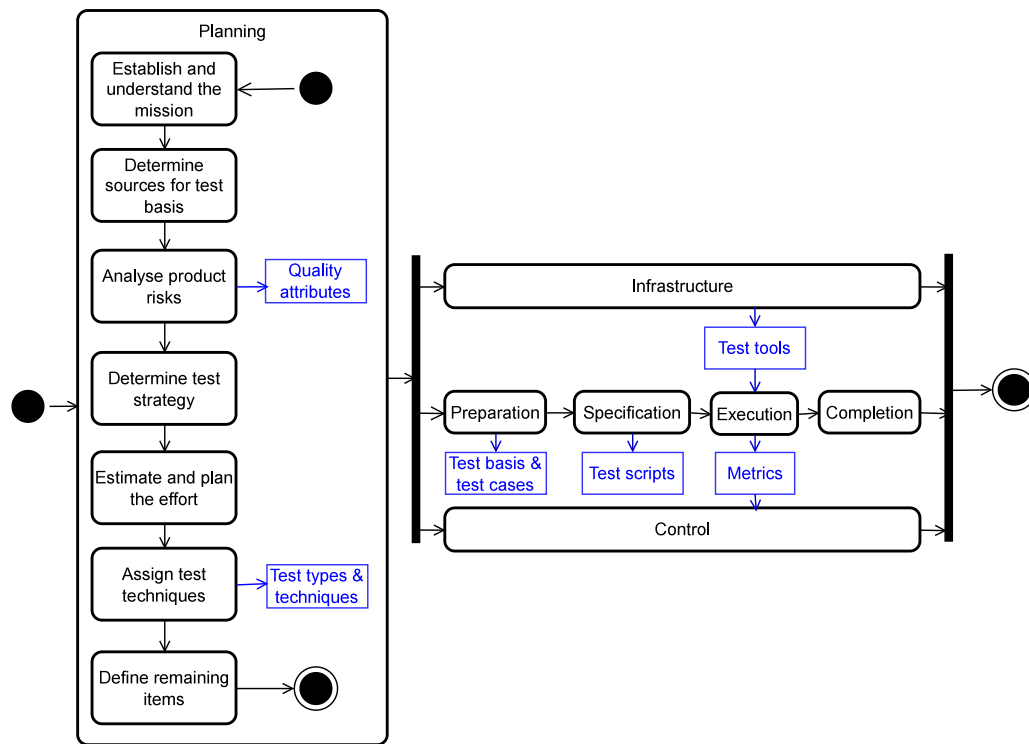 Planning
Establish and
understand the
mission
Determine
sources for test
basis
Analyse product
risks
Quality
attributes
Determine test
strategy
Estimate and plan
the effort
Assign test
techniques
Test types &
techniques
Define remaining
items
Infrastructure
Test tools
Preparation
Specification
Execution
Completion
Test basis &
test cases
Test scripts
Metrics
Control